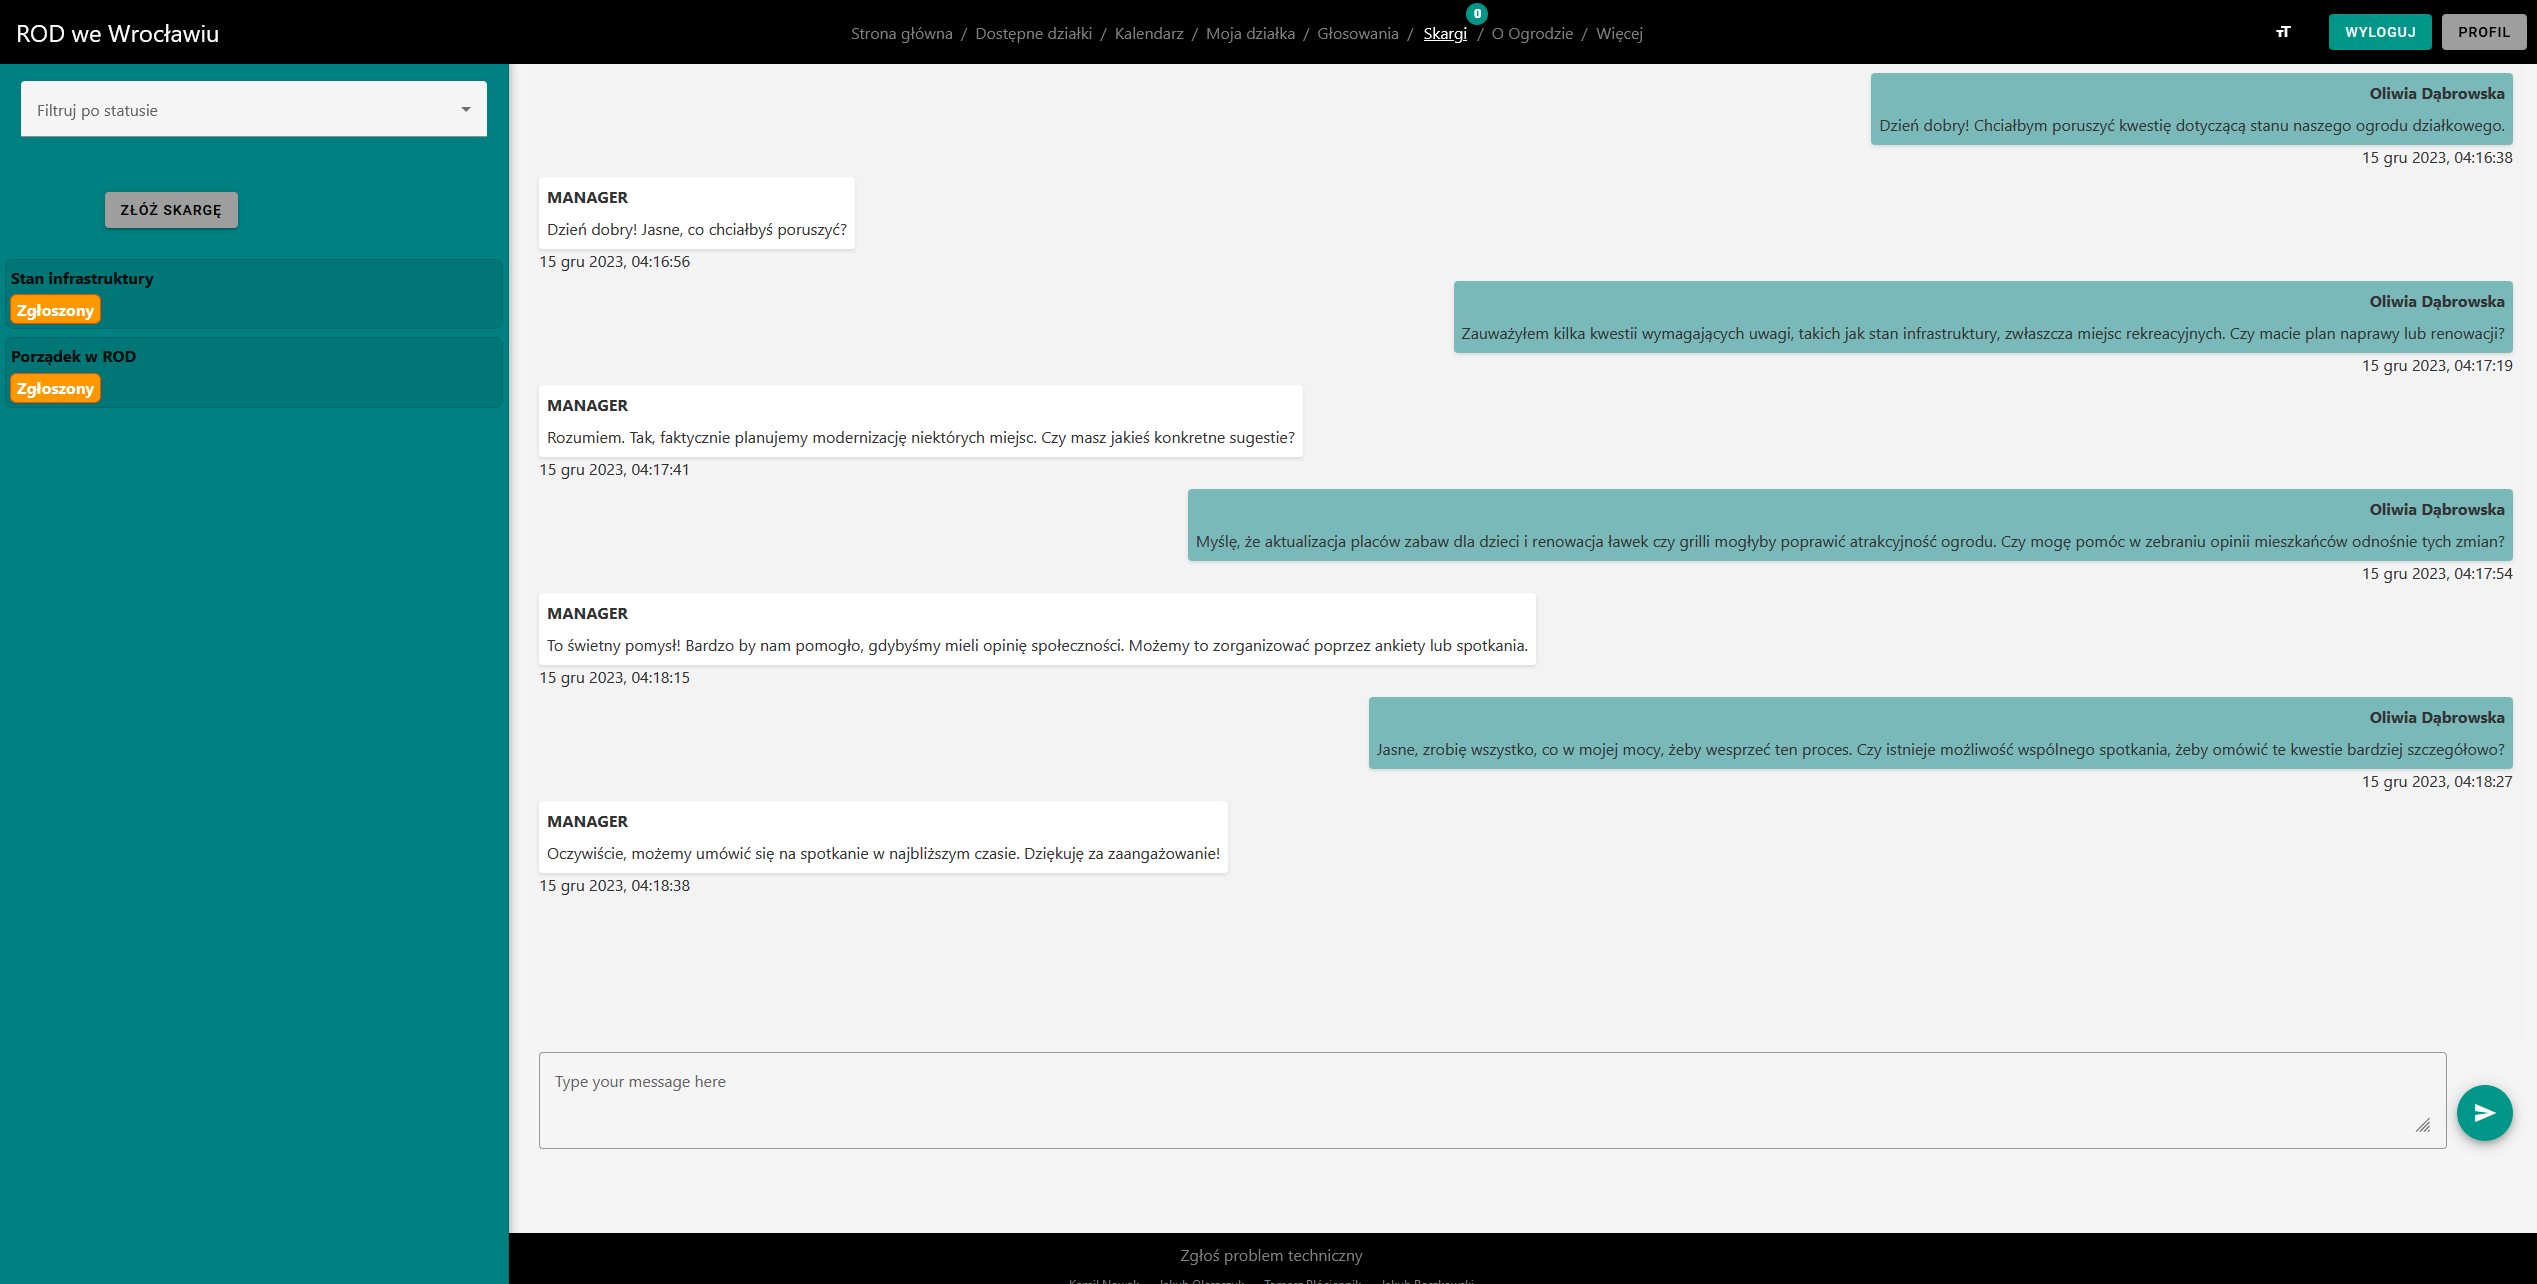 ROD we Wrocławiu
Strona główna / Dostępne działki / Kalendarz / Moja działka / Głosowania / Skargi 0 / O Ogrodzie / Więcej
WYLOGUJ
PROFIL
Filtruj po statusie
ZŁÓŻ SKARGĘ
Stan infrastruktury
Zgłoszony
Porządek w ROD
Zgłoszony
Oliwia Dąbrowska
Dzień dobry! Chciałbym poruszyć kwestię dotyczącą stanu naszego ogrodu działkowego.
15 gru 2023, 04:16:38
MANAGER
Dzień dobry! Jasne, co chciałbyś poruszyć?
15 gru 2023, 04:16:56
Oliwia Dąbrowska
Zauważyłem kilka kwestii wymagających uwagi, takich jak stan infrastruktury, zwłaszcza miejsc rekreacyjnych. Czy macie plan naprawy lub renowacji?
15 gru 2023, 04:17:19
MANAGER
Rozumiem. Tak, faktycznie planujemy modernizację niektórych miejsc. Czy masz jakieś konkretne sugestie?
15 gru 2023, 04:17:41
Oliwia Dąbrowska
Myślę, że aktualizacja placów zabaw dla dzieci i renowacja ławek czy grilli mogłyby poprawić atrakcyjność ogrodu. Czy mogę pomóc w zebraniu opinii mieszkańców odnośnie tych zmian?
15 gru 2023, 04:17:54
MANAGER
To świetny pomysł! Bardzo by nam pomogło, gdybyśmy mieli opinię społeczności. Możemy to zorganizować poprzez ankiety lub spotkania.
15 gru 2023, 04:18:15
Oliwia Dąbrowska
Jasne, zrobię wszystko, co w mojej mocy, żeby wesprzeć ten proces. Czy istnieje możliwość wspólnego spotkania, żeby omówić te kwestie bardziej szczegółowo?
15 gru 2023, 04:18:27
MANAGER
Oczywiście, możemy umówić się na spotkanie w najbliższym czasie. Dziękuję za zaangażowanie!
15 gru 2023, 04:18:38
Type your message here
Zgłoś problem techniczny